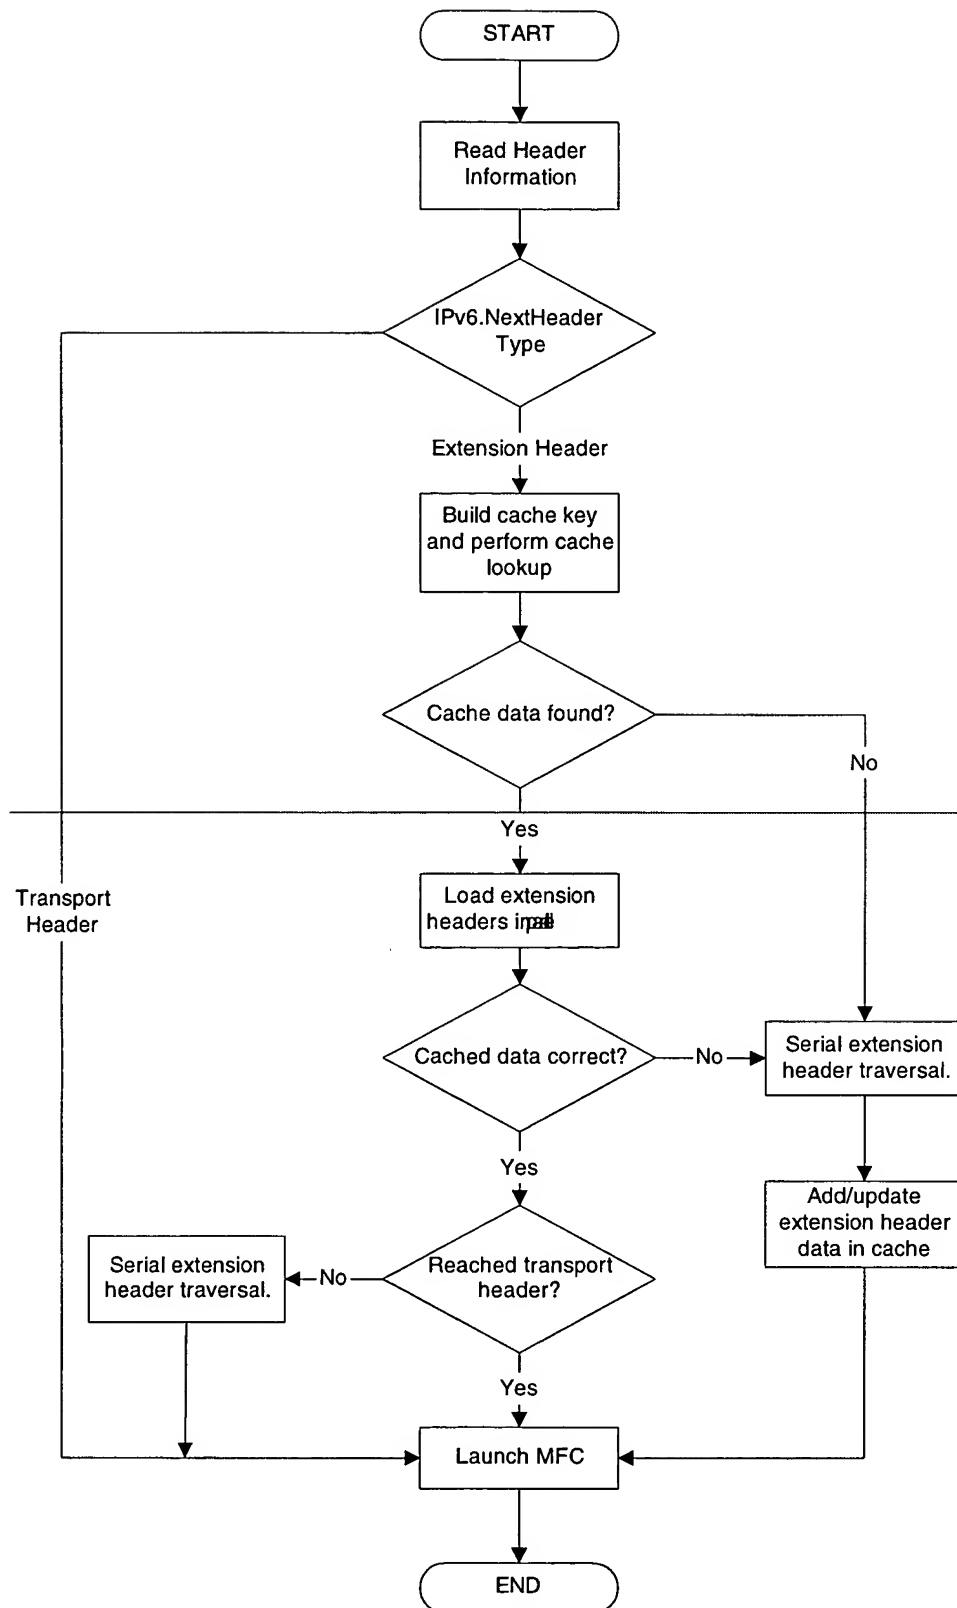 START
Read Header
Information
IPv6.NextHeader
Type
Extension Header
Build cache key
and perform cache
lookup
Cache data found?
No
Yes
Transport
Header
Load extension
headers in
Cached data correct?
No
Serial extension
header traversal.
Yes
Add/update
extension header
data in cache
Serial extension
header traversal.
No
Reached transport
header?
Yes
Launch MFC
END